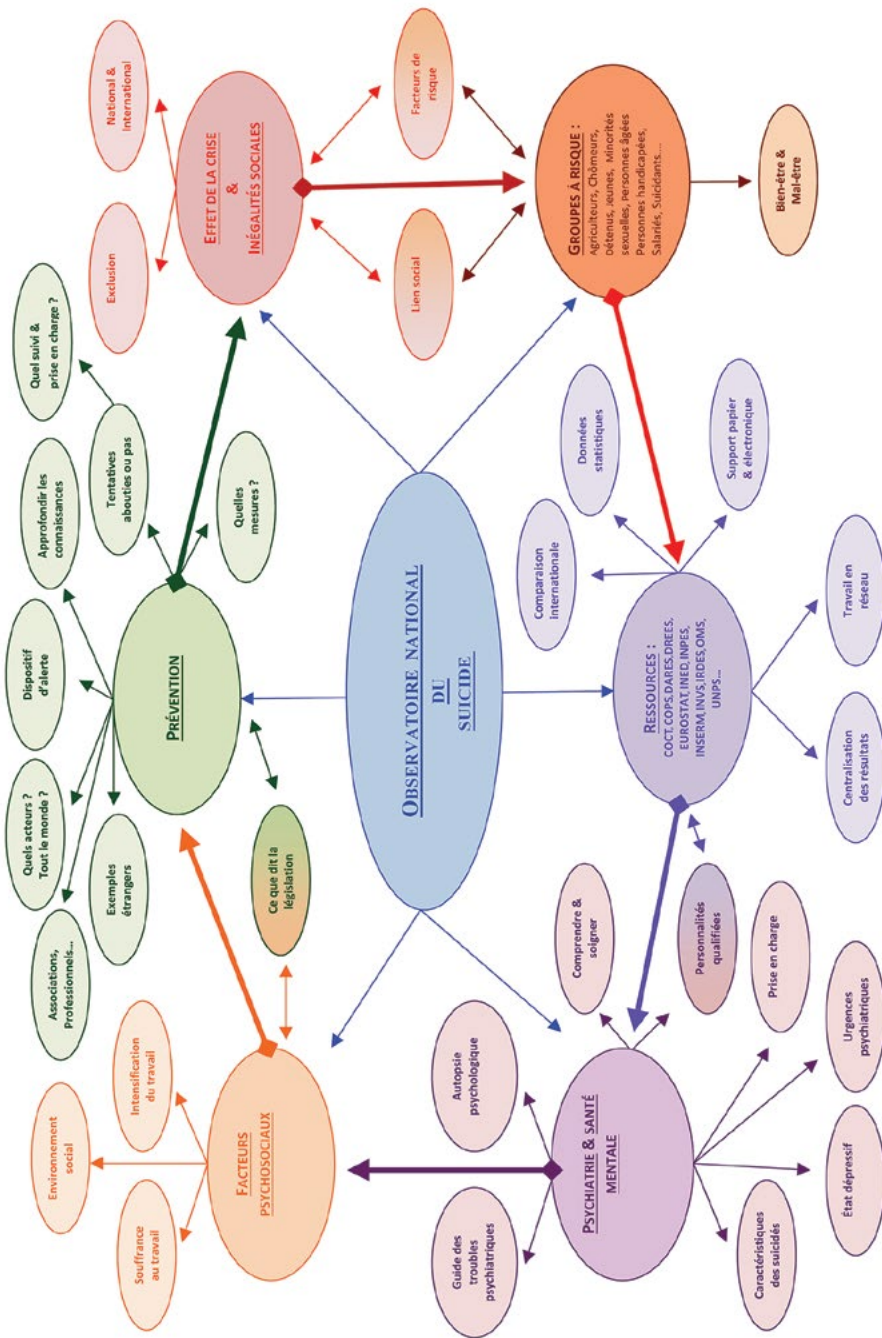 Environnement
social
Souffrance
au travail
Intensification
du travail
FACTEURS
PSYCHOSOCIAUX
Associations,
Professionnels...
Quels acteurs ?
Tout le monde ?
Dispositif
d'alerte
Approfondir les
connaissances
Quel suivi &
prise en charge ?
Exemples
étrangers
Tentatives
abouties ou pas
Quelles
mesures ?
PRÉVENTION
Ce que dit la
législation
Exclusion
National &
International
EFFET DE LA CRISE
&
INÉGALITÉS SOCIALES
Lien social
Facteurs de
risque
OBSERVATOIRE NATIONAL
DU
SUICIDE
Guide des
troubles
psychiatriques
Autopsie
psychologique
Comprendre &
soigner
PSYCHIATRIE & SANTÉ
MENTALE
Personnalités
qualifiées
Prise en charge
Caractéristiques
des suicidés
État dépressif
Urgences
psychiatriques
Comparaison
internationale
Données
statistiques
Support papier
& électronique
RESSOURCES :
COCT, COPS,DARES,DREES,
EUROSTAT, INED,INPES,
INSERM,INVS,IRDES,OMS,
UNPS...
Centralisation
des résultats
Travail en
réseau
GROUPES À RISQUE :
Agriculteurs, Chômeurs,
Détenus, Jeunes, Minorités
sexuelles, Personnes âgées
Personnes handicapées,
Salariés, Suicidants....
Bien-être &
Mal-être